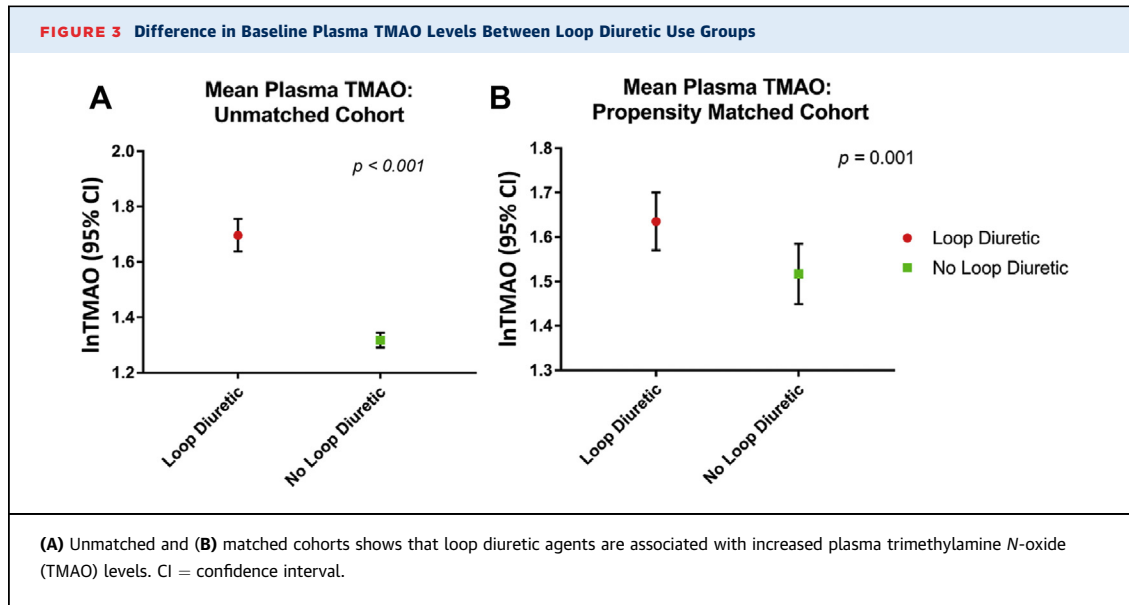 FIGURE 3 Difference in Baseline Plasma TMAO Levels Between Loop Diuretic Use Groups
A
Mean Plasma TMAO:
Unmatched Cohort
p < 0.001
lnTMAO (95% CI)
2.0
1.8
1.6
1.4
1.2
Loop Diuretic
No Loop Diuretic
B
Mean Plasma TMAO:
Propensity Matched Cohort
p = 0.001
lnTMAO (95% CI)
1.8
1.7
1.6
1.5
1.4
1.3
Loop Diuretic
No Loop Diuretic
Loop Diuretic
No Loop Diuretic
(A) Unmatched and (B) matched cohorts shows that loop diuretic agents are associated with increased plasma trimethylamine N-oxide
(TMAO) levels. CI = confidence interval.